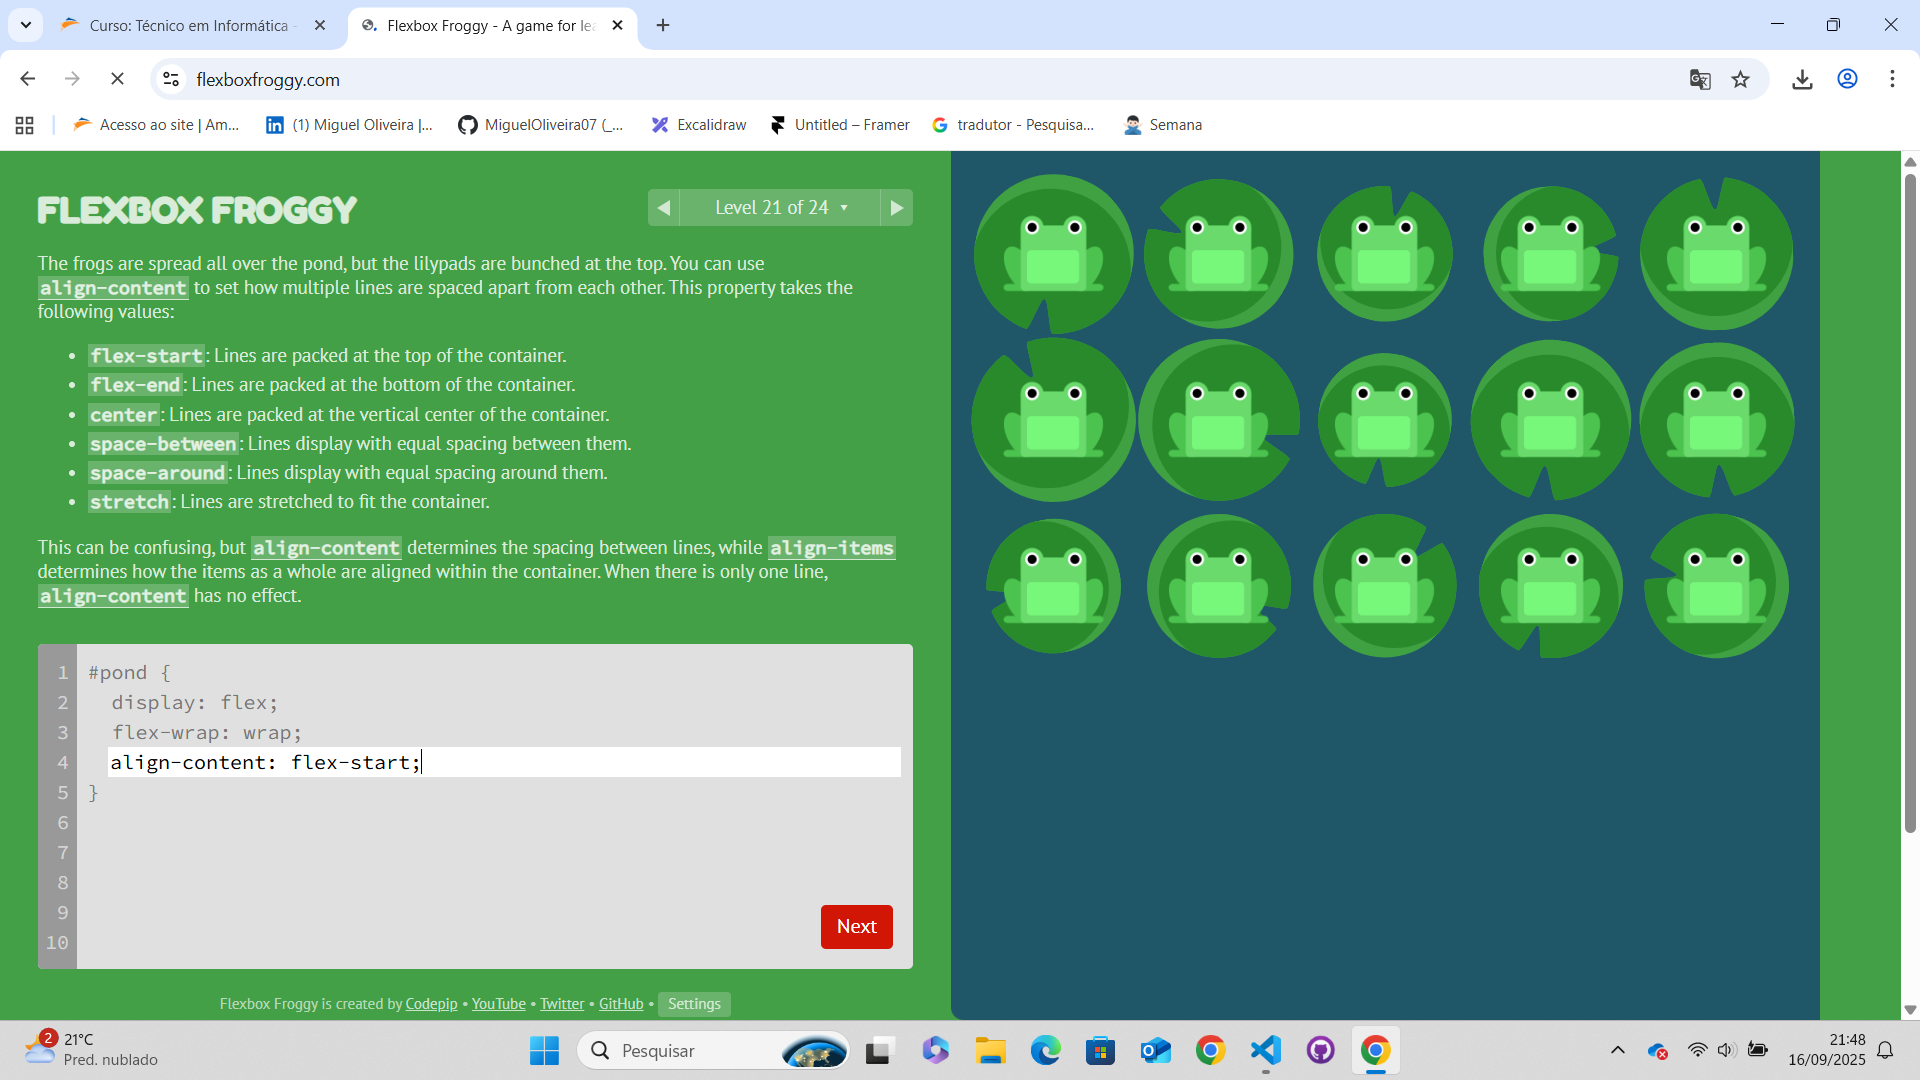 Curso: Técnico em Informática -
Flexbox Froggy - A game for lea
flexboxfroggy.com
Acesso ao site | Am...
(1) Miguel Oliveira |...
MiguelOliveira07 (_...
Excalidraw
Untitled – Framer
tradutor - Pesquisa...
Semana
FLEXBOX FROGGY
Level 21 of 24
The frogs are spread all over the pond, but the lilypads are bunched at the top. You can use
align-content to set how multiple lines are spaced apart from each other. This property takes the
following values:
• flex-start: Lines are packed at the top of the container.
• flex-end: Lines are packed at the bottom of the container.
• center: Lines are packed at the vertical center of the container.
• space-between: Lines display with equal spacing between them.
• space-around: Lines display with equal spacing around them.
• stretch: Lines are stretched to fit the container.
This can be confusing, but align-content determines the spacing between lines, while align-items
determines how the items as a whole are aligned within the container. When there is only one line,
align-content has no effect.
1 #pond {
2 display: flex;
3 flex-wrap: wrap;
4 align-content: flex-start;
5 }
6
7
8
9
10
Next
Flexbox Froggy is created by Codepip • YouTube • Twitter • GitHub • Settings
2
21°C
Pred. nublado
Pesquisar
21:48
16/09/2025